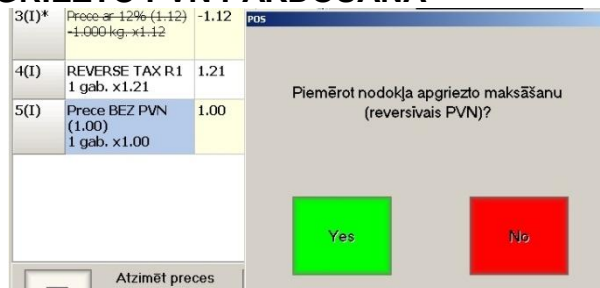 3(I)* Prece ar 12% (1.12) -1.12
-1.000 kg. x1.12
4(I) REVERSE TAX R1 1.21
1 gab. x1.21
5(I) Prece BEZ PVN 1.00
(1.00)
1 gab. x1.00
Atzīmēt preces
POS
Piemērot nodokļa apgriezto maksāšanu
(reversīvais PVN)?
Yes No